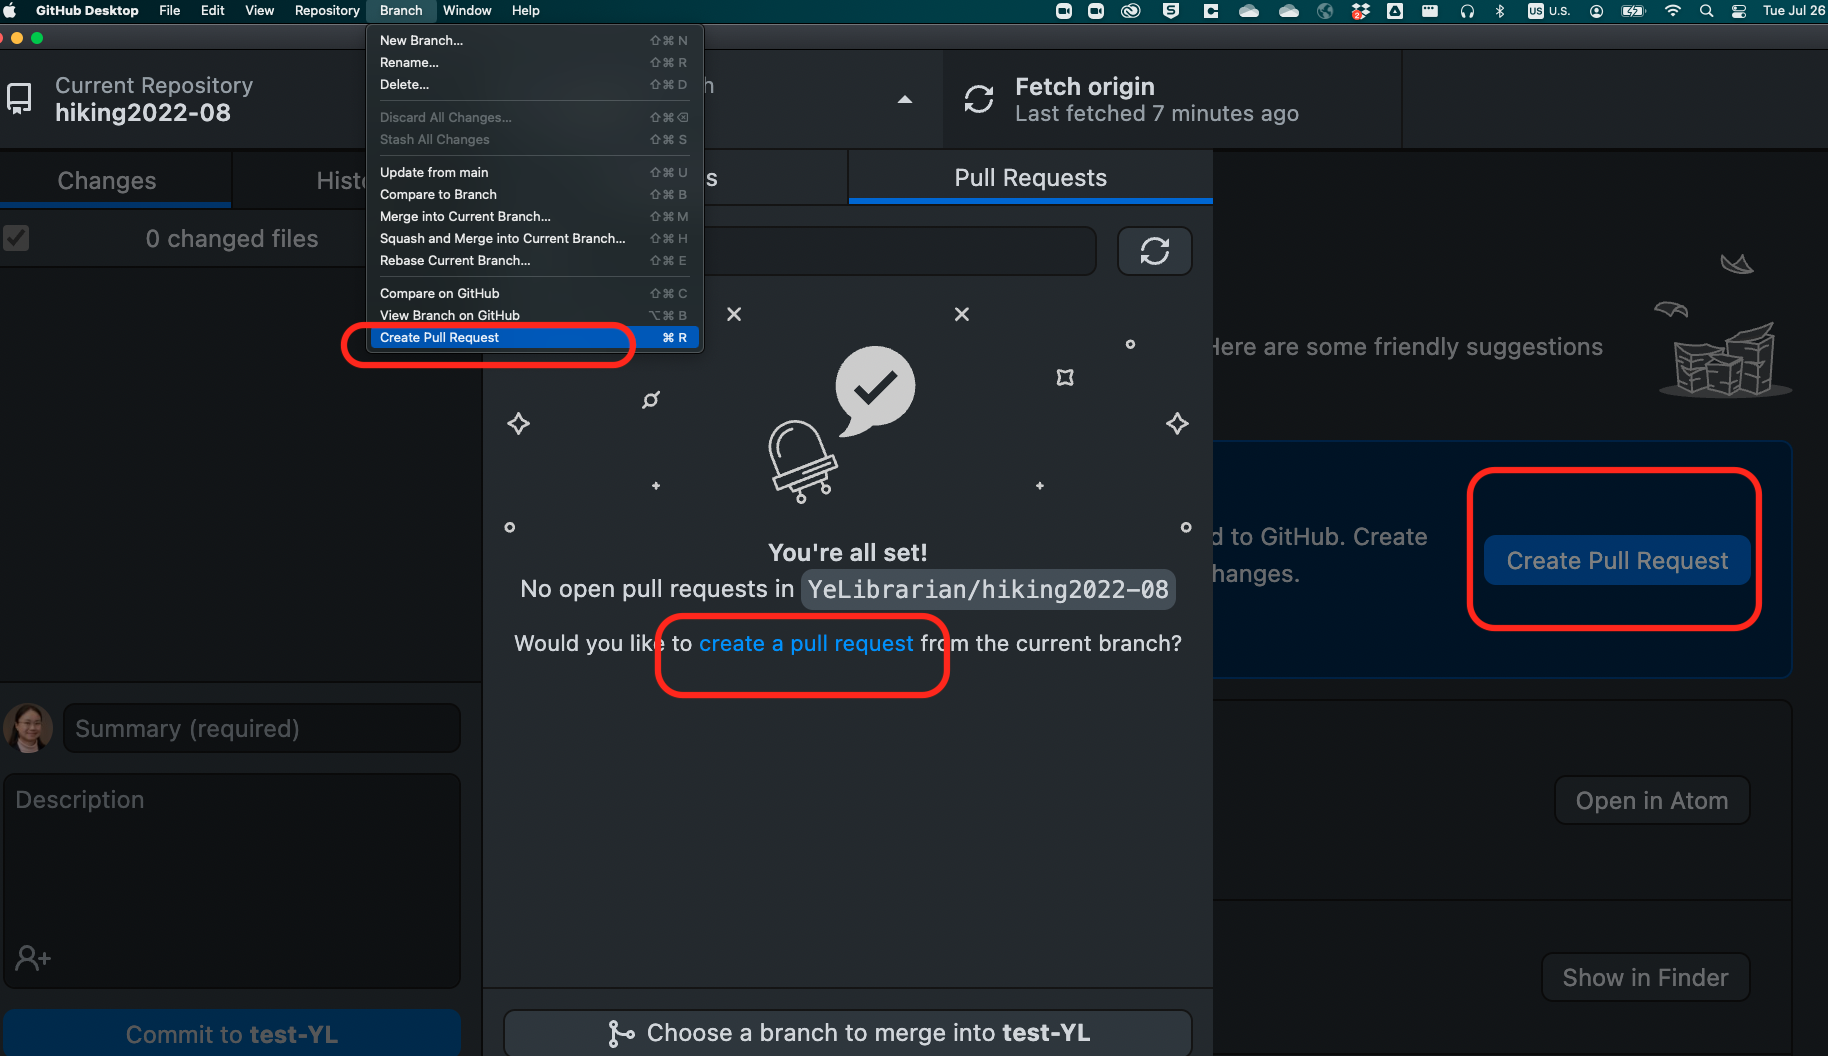 GitHub Desktop File Edit View Repository Branch Window Help US U.S. Tue Jul 26
New Branch... ⇧⌘N
Rename... ⇧⌘R
Delete... ⇧⌘D
Discard All Changes... ⇧⌘⌫
Stash All Changes ⇧⌘S
Update from main ⇧⌘U
Compare to Branch ⇧⌘B
Merge into Current Branch... ⇧⌘M
Squash and Merge into Current Branch... ⇧⌘H
Rebase Current Branch... ⇧⌘E
Compare on GitHub ⇧⌘C
View Branch on GitHub ⌥⌘B
Create Pull Request ⌘R
Current Repository
hiking2022-08
Fetch origin
Last fetched 7 minutes ago
Changes
Pull Requests
0 changed files
Here are some friendly suggestions
to GitHub. Create
Create Pull Request
You're all set!
No open pull requests in YeLibrarian/hiking2022-08
Would you like to create a pull request from the current branch?
Summary (required)
Description
Open in Atom
Show in Finder
Commit to test-YL
Choose a branch to merge into test-YL